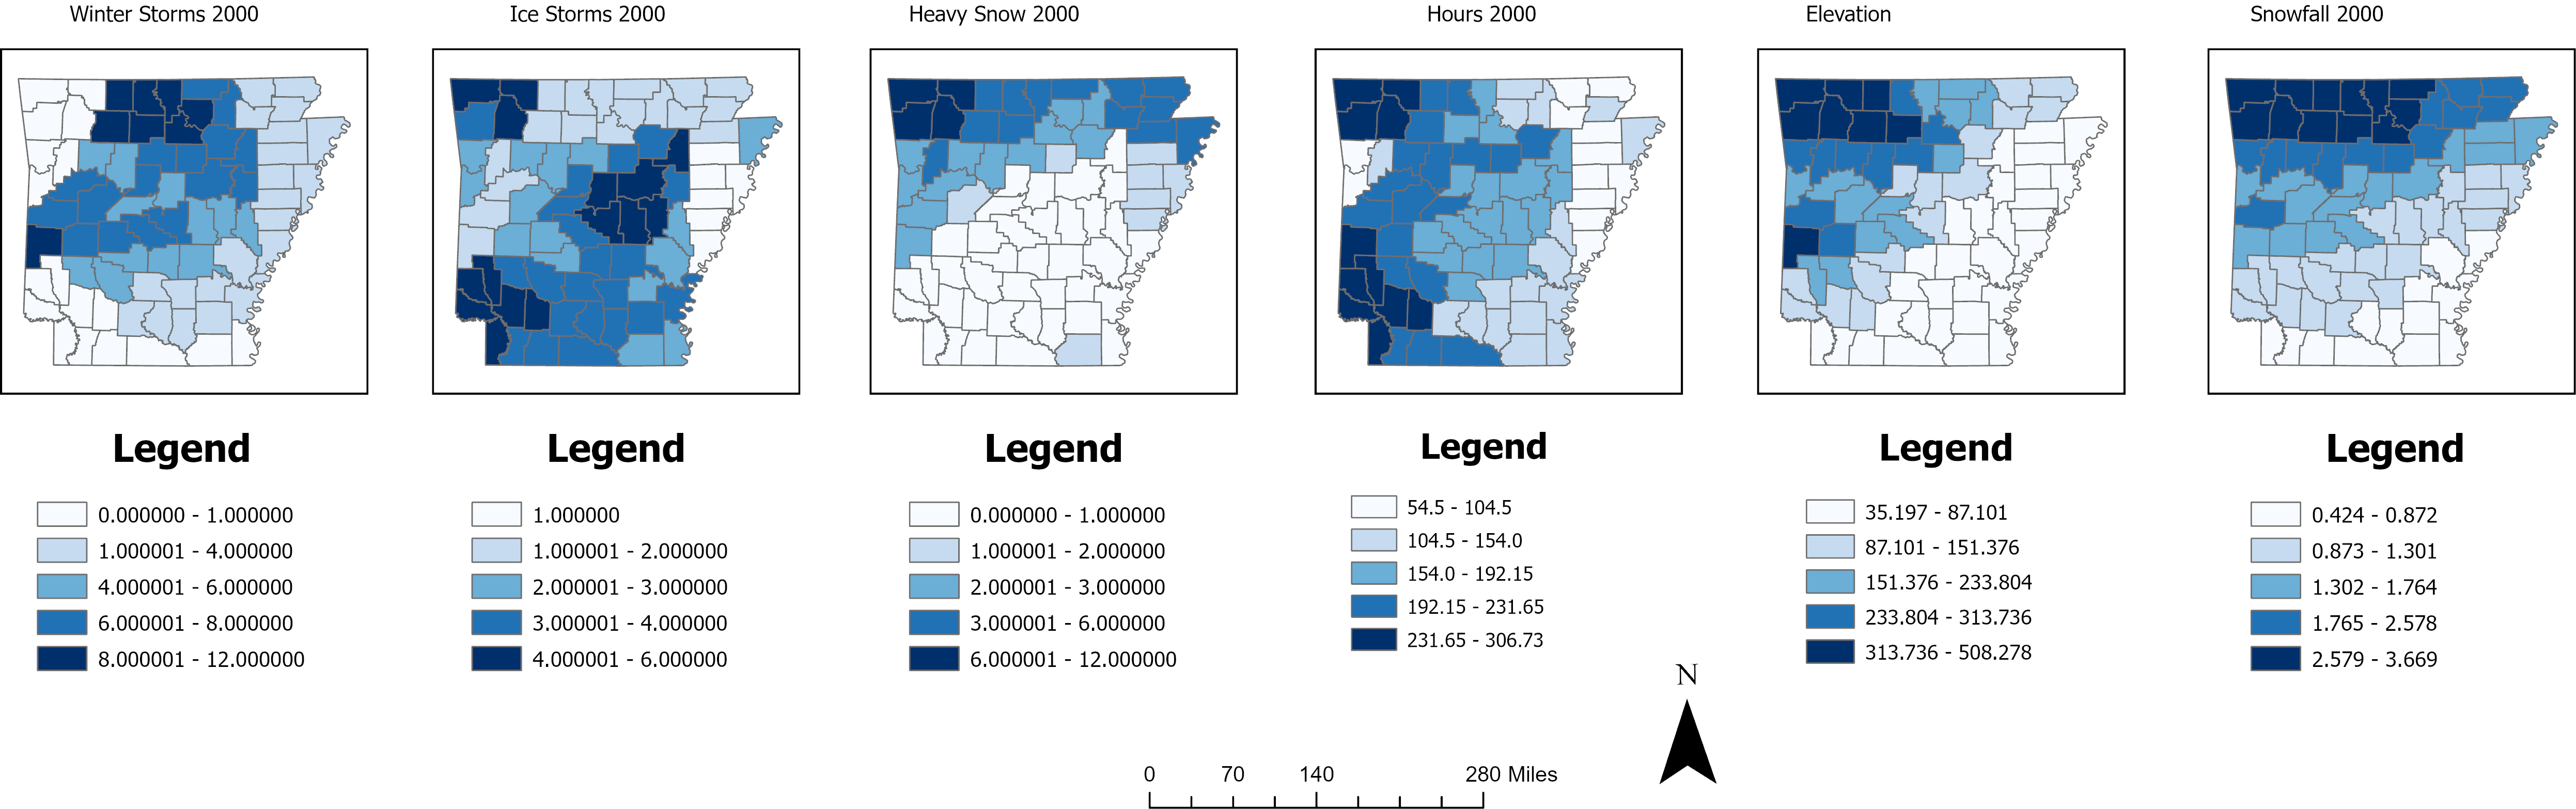 Winter Storms 2000
Ice Storms 2000
Heavy Snow 2000
Hours 2000
Elevation
Snowfall 2000
Legend
0.000000 - 1.000000
1.000001 - 4.000000
4.000001 - 6.000000
6.000001 - 8.000000
8.000001 - 12.000000
Legend
1.000000
1.000001 - 2.000000
2.000001 - 3.000000
3.000001 - 4.000000
4.000001 - 6.000000
Legend
0.000000 - 1.000000
1.000001 - 2.000000
2.000001 - 3.000000
3.000001 - 6.000000
6.000001 - 12.000000
Legend
54.5 - 104.5
104.5 - 154.0
154.0 - 192.15
192.15 - 231.65
231.65 - 306.73
Legend
35.197 - 87.101
87.101 - 151.376
151.376 - 233.804
233.804 - 313.736
313.736 - 508.278
Legend
0.424 - 0.872
0.873 - 1.301
1.302 - 1.764
1.765 - 2.578
2.579 - 3.669
N
0 70 140 280 Miles